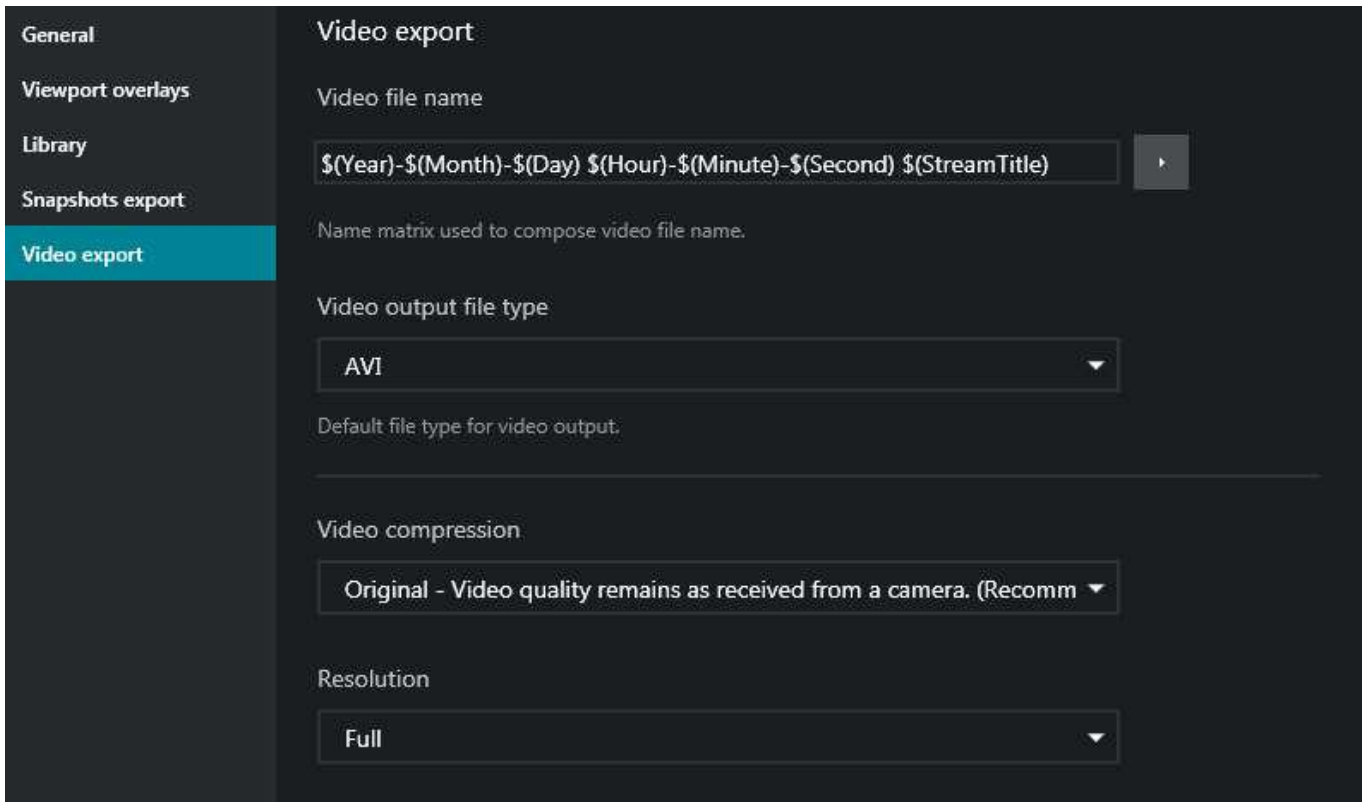 General
Viewport overlays
Library
Snapshots export
Video export
Video export
Video file name
$(Year)-$(Month)-$(Day) $(Hour)-$(Minute)-$(Second) $(StreamTitle)
Name matrix used to compose video file name.
Video output file type
AVI
Default file type for video output.
Video compression
Original - Video quality remains as received from a camera. (Recomm
Resolution
Full